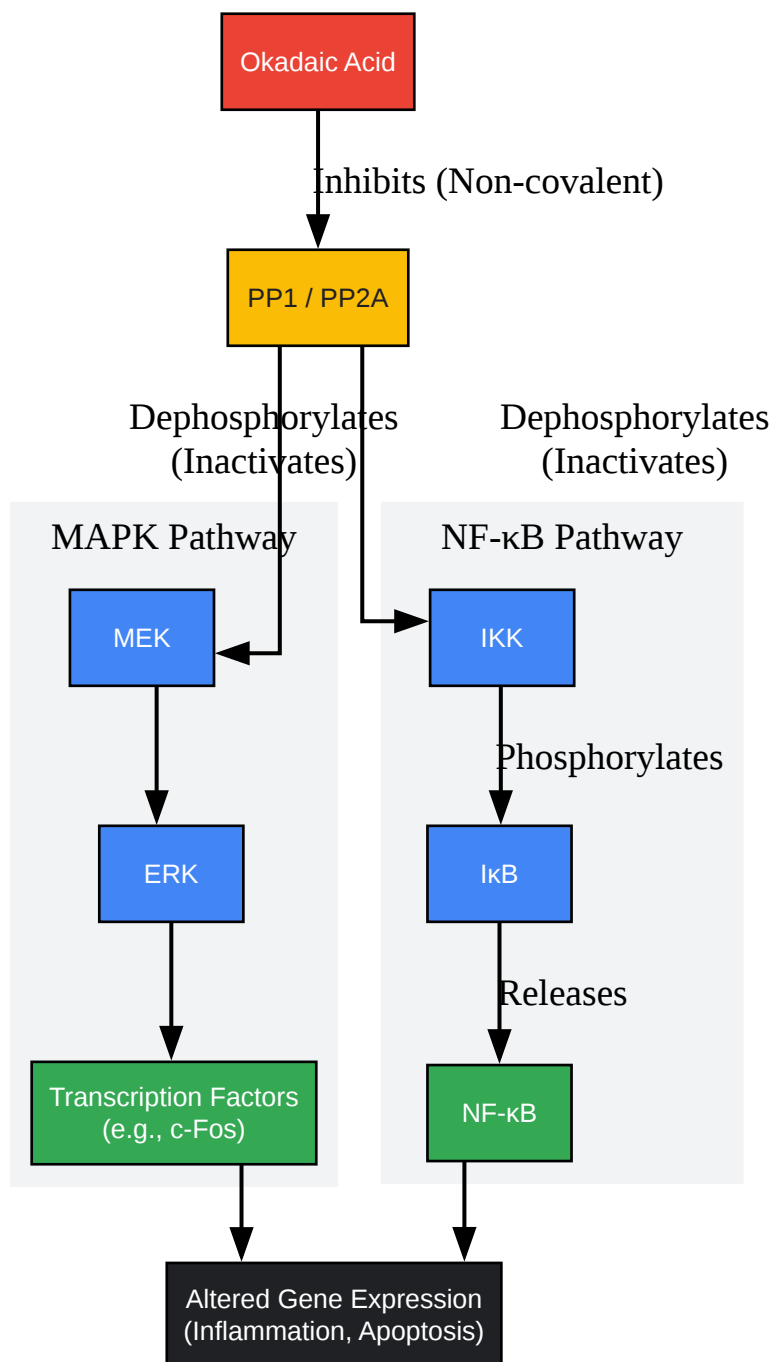 Okadaic Acid
Inhibits (Non-covalent)
PP1 / PP2A
Dephosphorylates
(Inactivates)
Dephosphorylates
(Inactivates)
MAPK Pathway
NF-κB Pathway
MEK
IKK
Phosphorylates
ERK
IκB
Releases
Transcription Factors
(e.g., c-Fos)
NF-κB
Altered Gene Expression
(Inflammation, Apoptosis)